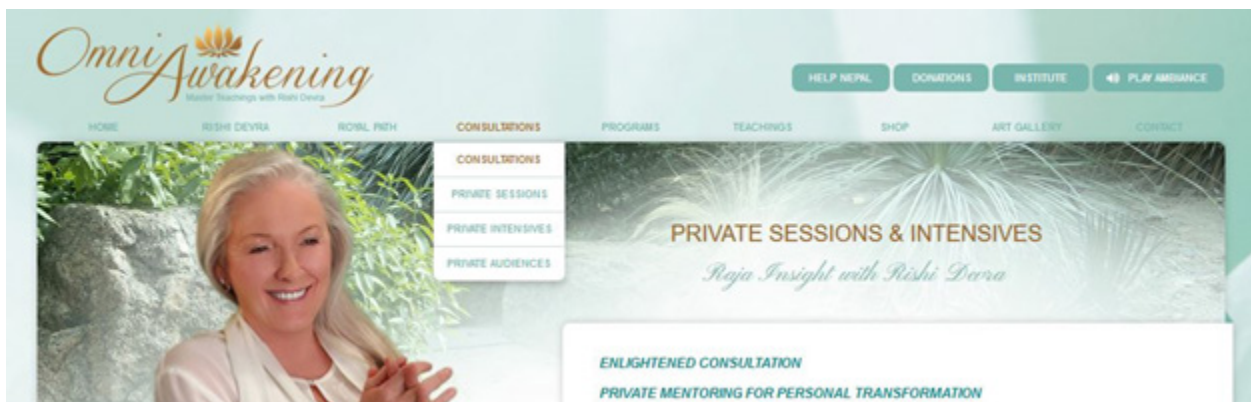 Omni Awakening
Master Teachings with Rishi Devra
HELP NEPAL
DONATIONS
INSTITUTE
PLAY AMBIANCE
HOME
RISHI DEVRA
ROYAL PATH
CONSULTATIONS
PROGRAMS
TEACHINGS
SHOP
ART GALLERY
CONTACT
CONSULTATIONS
PRIVATE SESSIONS
PRIVATE INTENSIVES
PRIVATE AUDIENCES
PRIVATE SESSIONS & INTENSIVES
Raja Insight with Rishi Devra
ENLIGHTENED CONSULTATION
PRIVATE MENTORING FOR PERSONAL TRANSFORMATION